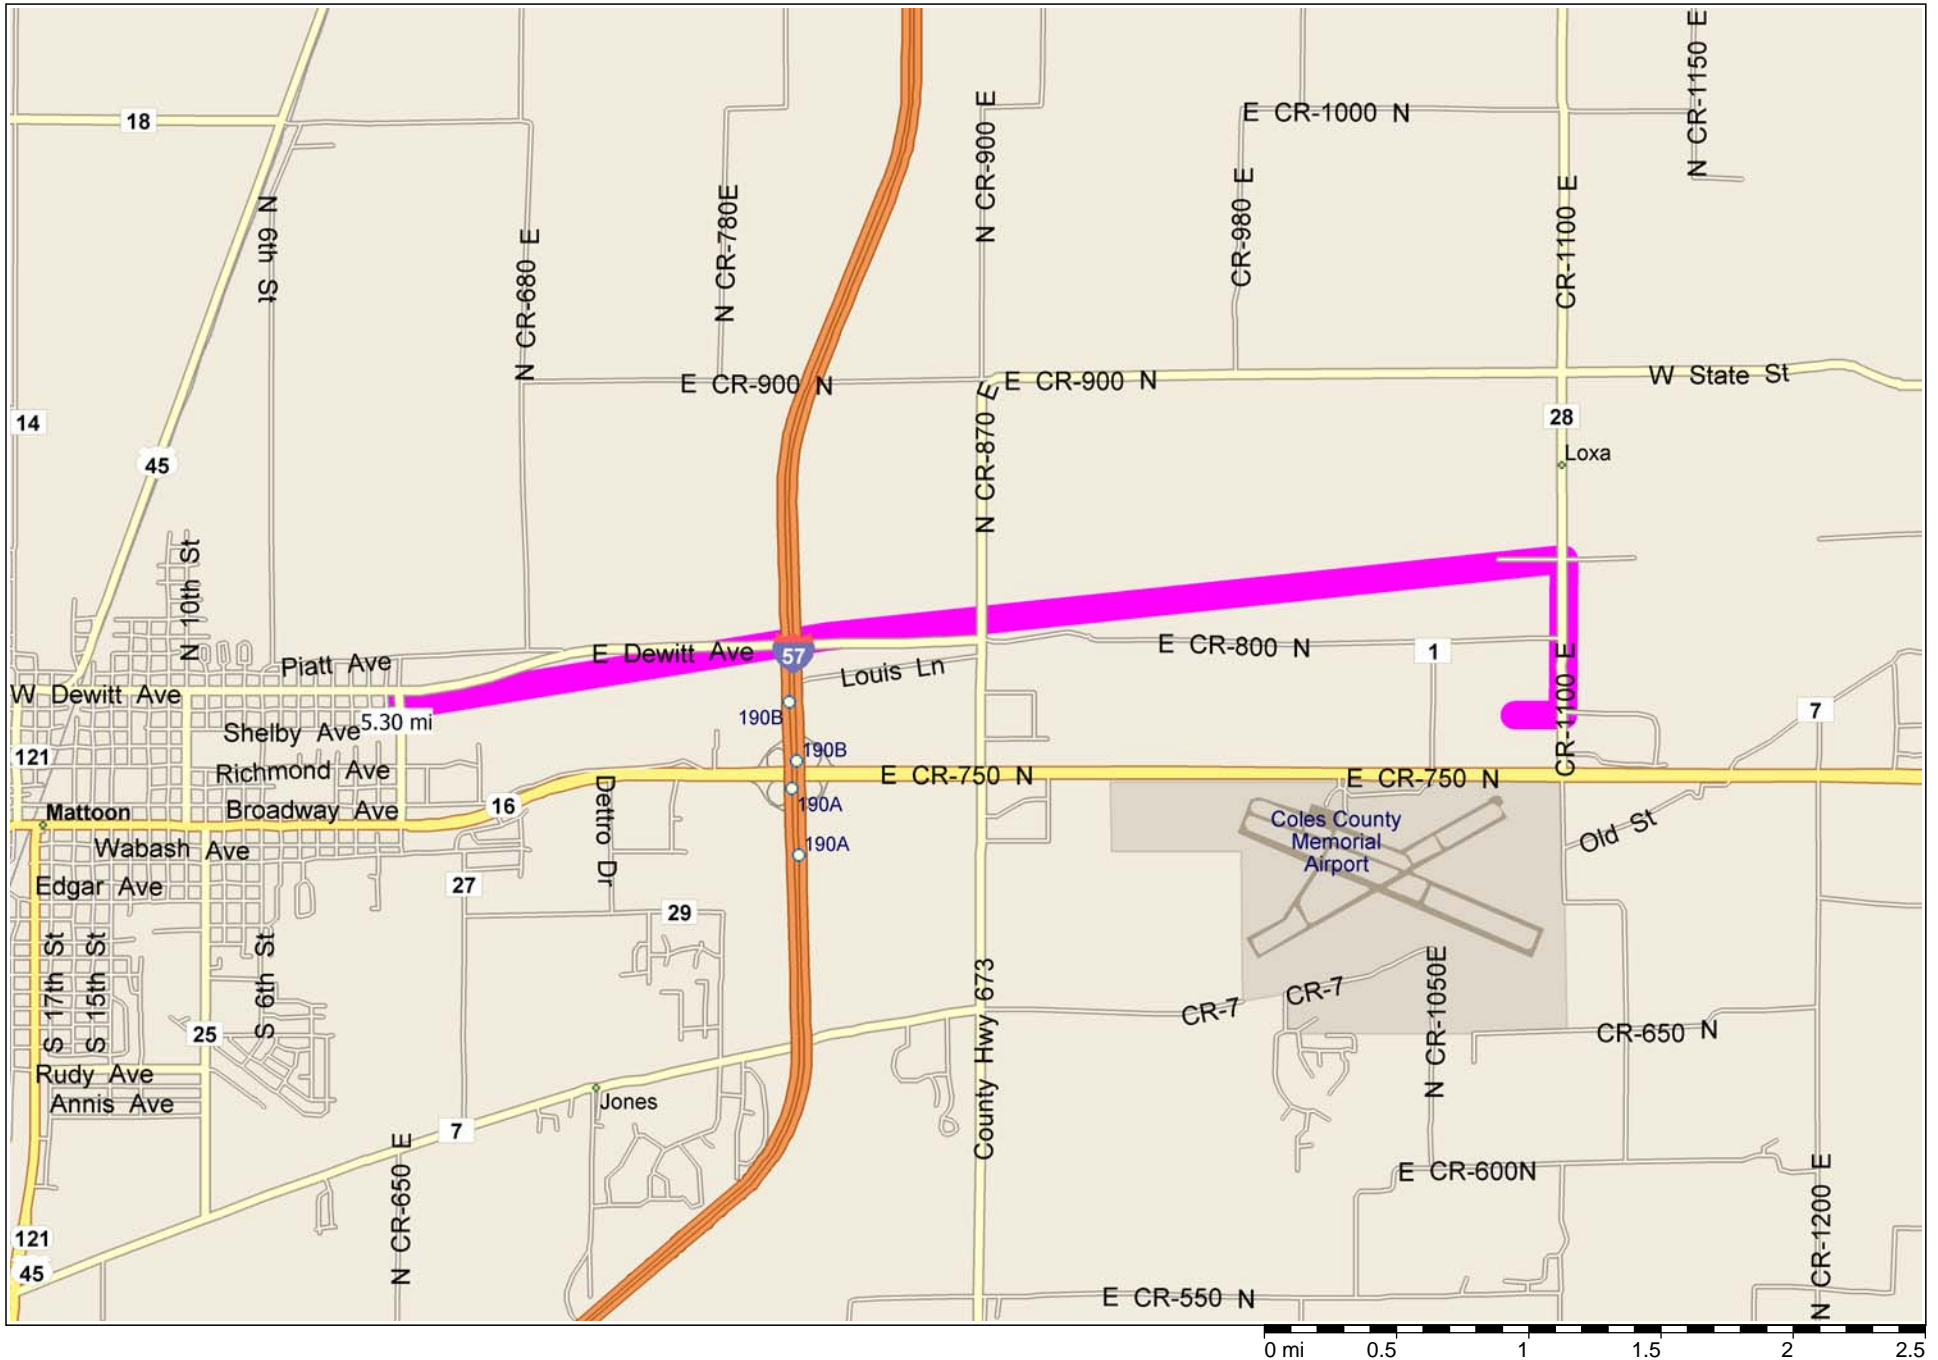 18
N 6th St
N CR-680 E
N CR-780E
N CR-900 E
E CR-1000 N
N CR-1150 E
CR-980 E
CR-1100 E
E CR-900 N
E CR-900 N
W State St
14
45
28
Loxa
N CR-870 E
N 10th St
Piatt Ave
E Dewitt Ave
57
Louis Ln
E CR-800 N
1
CR-1100 E
W Dewitt Ave
5.30 mi
Shelby Ave
190B
190B
7
121
Richmond Ave
E CR-750 N
E CR-750 N
Mattoon
Broadway Ave
16
Dettro Dr
190A
190A
Coles County
Memorial
Airport
Old St
Wabash Ave
Edgar Ave
27
29
S 17th St
S 15th St
S 6th St
25
County Hwy 673
CR-7
CR-7
N CR-1050E
CR-650 N
Rudy Ave
Annis Ave
Jones
7
N CR-650 E
E CR-600N
N CR-1200 E
121
45
E CR-550 N
0 mi 0.5 1 1.5 2 2.5